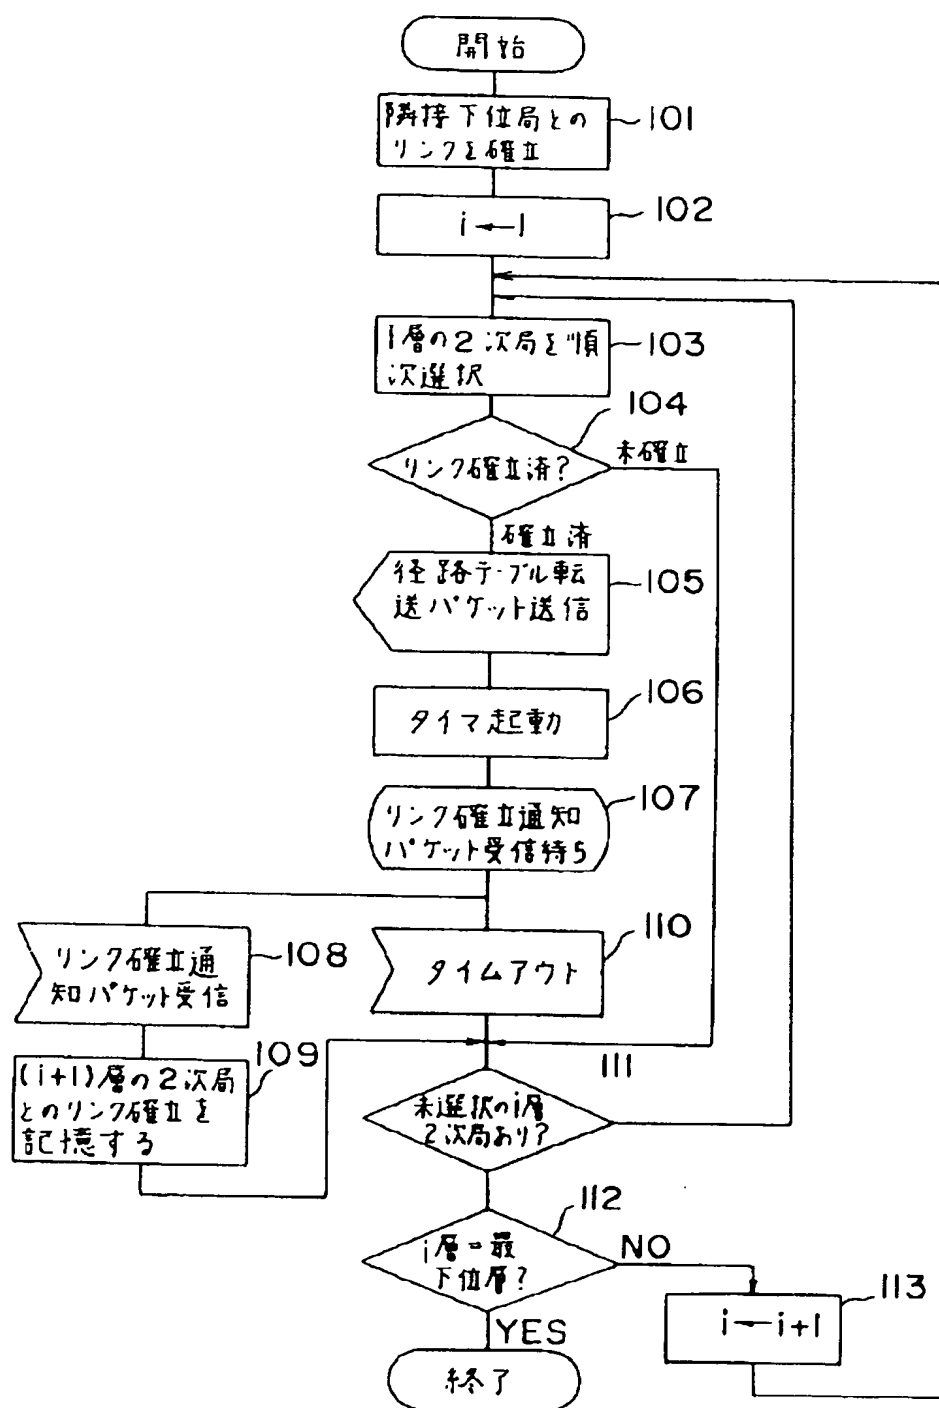 開始
隣接下位局との
リンクを確立
101
i←1
102
i層の2次局を順
次選択
103
104
リンク確立済?
未確立
確立済
径路テーブル転
送パケット送信
105
タイマ起動
106
リンク確立通知
パケット受信待ち
107
リンク確立通
知パケット受信
108
タイムアウト
110
(i+1)層の2次局
とのリンク確立を
記憶する
109
111
未選択のi層
2次局あり?
112
i層=最
下位層?
NO
YES
i←i+1
113
終了